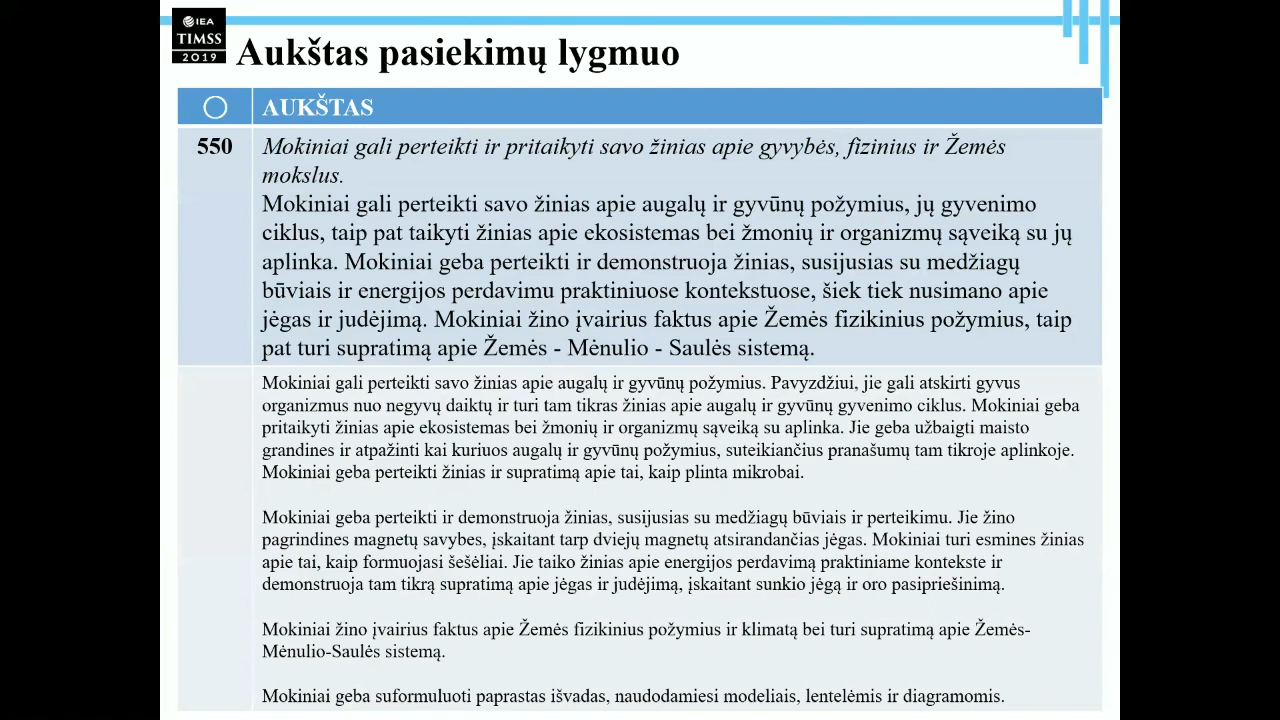 IEA
TIMSS
2019
Aukštas pasiekimų lygmuo
AUKŠTAS
550
Mokiniai gali perteikti ir pritaikyti savo žinias apie gyvybės, fizinius ir Žemės
mokslus.
Mokiniai gali perteikti savo žinias apie augalų ir gyvūnų požymius, jų gyvenimo
ciklus, taip pat taikyti žinias apie ekosistemas bei žmonių ir organizmų sąveiką su jų
aplinka. Mokiniai geba perteikti ir demonstruoja žinias, susijusias su medžiagų
būviais ir energijos perdavimu praktiniuose kontekstuose, šiek tiek nusimano apie
jėgas ir judėjimą. Mokiniai žino įvairius faktus apie Žemės fizikinius požymius, taip
pat turi supratimą apie Žemės - Mėnulio - Saulės sistemą.
Mokiniai gali perteikti savo žinias apie augalų ir gyvūnų požymius. Pavyzdžiui, jie gali atskirti gyvus
organizmus nuo negyvų daiktų ir turi tam tikras žinias apie augalų ir gyvūnų gyvenimo ciklus. Mokiniai geba
pritaikyti žinias apie ekosistemas bei žmonių ir organizmų sąveiką su aplinka. Jie geba užbaigti maisto
grandines ir atpažinti kai kuriuos augalų ir gyvūnų požymius, suteikiančius pranašumų tam tikroje aplinkoje.
Mokiniai geba perteikti žinias ir supratimą apie tai, kaip plinta mikrobai.
Mokiniai geba perteikti ir demonstruoja žinias, susijusias su medžiagų būviais ir perteikimu. Jie žino
pagrindines magnetų savybes, įskaitant tarp dviejų magnetų atsirandančias jėgas. Mokiniai turi esmines žinias
apie tai, kaip formuojasi šešėliai. Jie taiko žinias apie energijos perdavimą praktiniame kontekste ir
demonstruoja tam tikrą supratimą apie jėgas ir judėjimą, įskaitant sunkio jėgą ir oro pasipriešinimą.
Mokiniai žino įvairius faktus apie Žemės fizikinius požymius ir klimatą bei turi supratimą apie Žemės-
Mėnulio-Saulės sistemą.
Mokiniai geba suformuluoti paprastas išvadas, naudodamiesi modeliais, lentelėmis ir diagramomis.